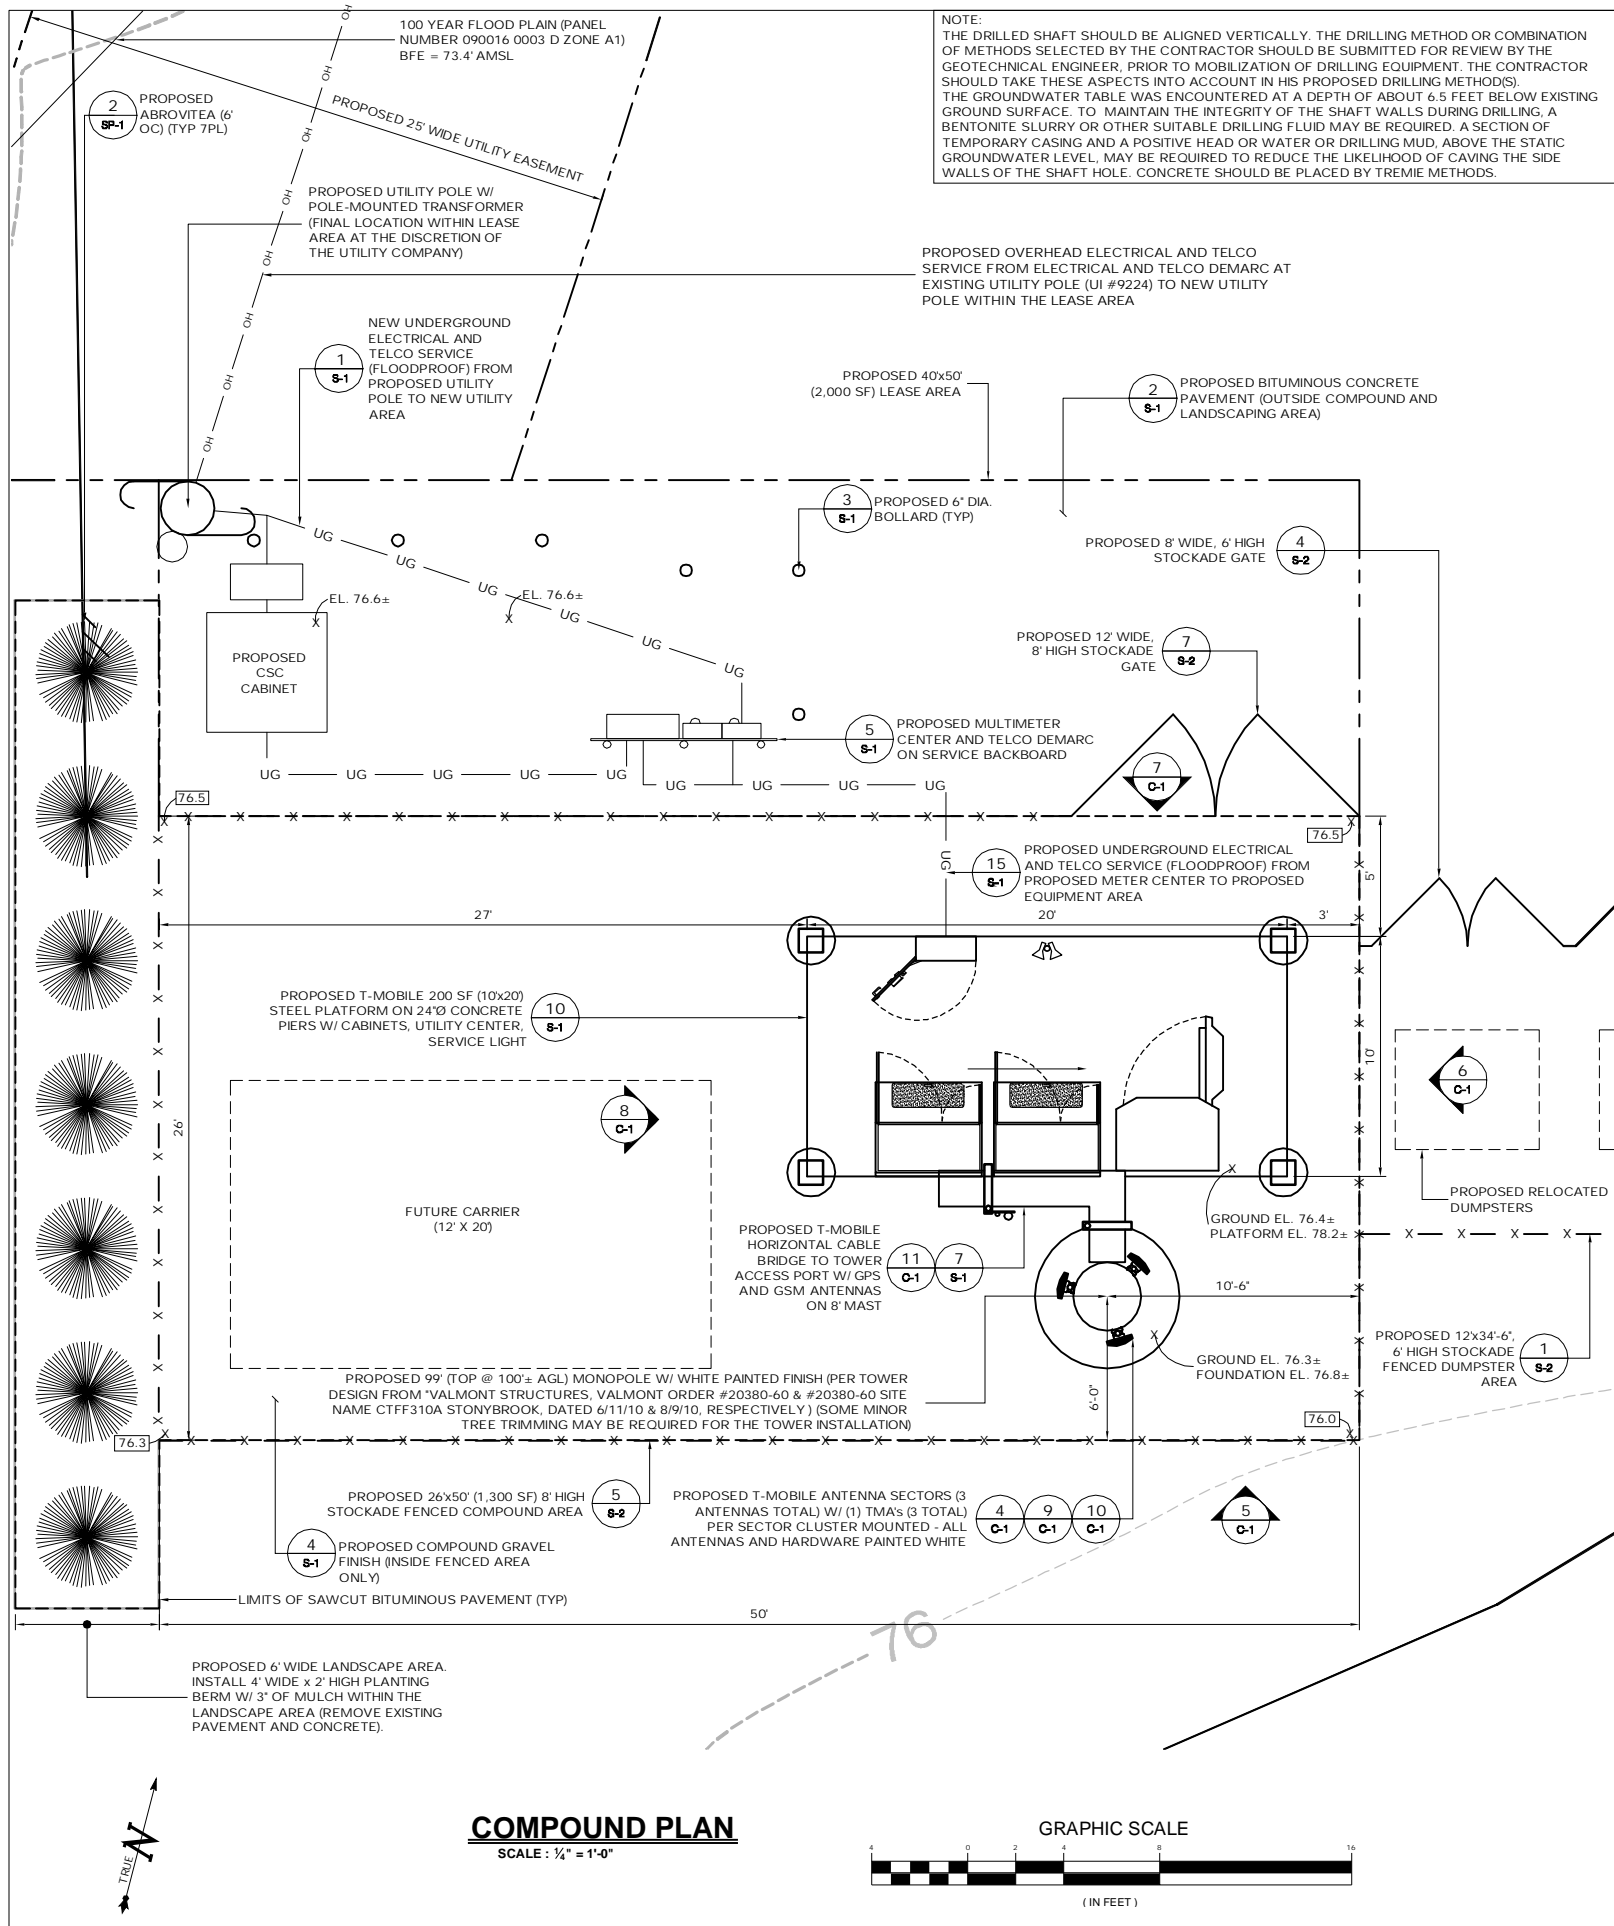 100 YEAR FLOOD PLAIN (PANEL
NUMBER 090016 0003 D ZONE A1)
BFE = 73.4' AMSL
NOTE:
THE DRILLED SHAFT SHOULD BE ALIGNED VERTICALLY. THE DRILLING METHOD OR COMBINATION
OF METHODS SELECTED BY THE CONTRACTOR SHOULD BE SUBMITTED FOR REVIEW BY THE
GEOTECHNICAL ENGINEER, PRIOR TO MOBILIZATION OF DRILLING EQUIPMENT. THE CONTRACTOR
SHOULD TAKE THESE ASPECTS INTO ACCOUNT IN HIS PROPOSED DRILLING METHOD(S).
THE GROUNDWATER TABLE WAS ENCOUNTERED AT A DEPTH OF ABOUT 6.5 FEET BELOW EXISTING
GROUND SURFACE. TO MAINTAIN THE INTEGRITY OF THE SHAFT WALLS DURING DRILLING, A
BENTONITE SLURRY OR OTHER SUITABLE DRILLING FLUID MAY BE REQUIRED. A SECTION OF
TEMPORARY CASING AND A POSITIVE HEAD OR WATER OR DRILLING MUD, ABOVE THE STATIC
GROUNDWATER LEVEL, MAY BE REQUIRED TO REDUCE THE LIKELIHOOD OF CAVING THE SIDE
WALLS OF THE SHAFT HOLE. CONCRETE SHOULD BE PLACED BY TREMIE METHODS.
2
SP-1
PROPOSED
ABROVITEA (6'
OC) (TYP 7PL)
PROPOSED 25' WIDE UTILITY EASEMENT
OH
OH
OH
OH
OH
OH
OH
OH
PROPOSED UTILITY POLE W/
POLE-MOUNTED TRANSFORMER
(FINAL LOCATION WITHIN LEASE
AREA AT THE DISCRETION OF
THE UTILITY COMPANY)
PROPOSED OVERHEAD ELECTRICAL AND TELCO
SERVICE FROM ELECTRICAL AND TELCO DEMARC AT
EXISTING UTILITY POLE (UI #9224) TO NEW UTILITY
POLE WITHIN THE LEASE AREA
1
S-1
NEW UNDERGROUND
ELECTRICAL AND
TELCO SERVICE
(FLOODPROOF) FROM
PROPOSED UTILITY
POLE TO NEW UTILITY
AREA
PROPOSED 40'x50'
(2,000 SF) LEASE AREA
2
S-1
PROPOSED BITUMINOUS CONCRETE
PAVEMENT (OUTSIDE COMPOUND AND
LANDSCAPING AREA)
3
S-1
PROPOSED 6" DIA.
BOLLARD (TYP)
PROPOSED 8' WIDE, 6' HIGH
STOCKADE GATE
4
S-2
UG
UG
UG
UG
UG
UG
EL. 76.6±
EL. 76.6±
PROPOSED
CSC
CABINET
PROPOSED 12' WIDE,
8' HIGH STOCKADE
GATE
7
S-2
5
S-1
PROPOSED MULTIMETER
CENTER AND TELCO DEMARC
ON SERVICE BACKBOARD
7
C-1
UG UG UG UG UG
UG UG UG UG
76.5
76.5
UG
15
S-1
PROPOSED UNDERGROUND ELECTRICAL
AND TELCO SERVICE (FLOODPROOF) FROM
PROPOSED METER CENTER TO PROPOSED
EQUIPMENT AREA
5'
27'
20'
3'
PROPOSED T-MOBILE 200 SF (10'x20')
STEEL PLATFORM ON 24"Ø CONCRETE
PIERS W/ CABINETS, UTILITY CENTER,
SERVICE LIGHT
10
S-1
10'
6
C-1
8
C-1
26'
FUTURE CARRIER
(12' X 20')
PROPOSED RELOCATED
DUMPSTERS
GROUND EL. 76.4±
PLATFORM EL. 78.2±
PROPOSED T-MOBILE
HORIZONTAL CABLE
BRIDGE TO TOWER
ACCESS PORT W/ GPS
AND GSM ANTENNAS
ON 8' MAST
11
C-1
7
S-1
10'-6"
6'-0"
GROUND EL. 76.3±
FOUNDATION EL. 76.8±
PROPOSED 12'x34'-6",
6' HIGH STOCKADE
FENCED DUMPSTER
AREA
1
S-2
PROPOSED 99' (TOP @ 100'± AGL) MONOPOLE W/ WHITE PAINTED FINISH (PER TOWER
DESIGN FROM "VALMONT STRUCTURES, VALMONT ORDER #20380-60 & #20380-60 SITE
NAME CTFF310A STONYBROOK, DATED 6/11/10 & 8/9/10, RESPECTIVELY) (SOME MINOR
TREE TRIMMING MAY BE REQUIRED FOR THE TOWER INSTALLATION)
76.3
76.0
PROPOSED 26'x50' (1,300 SF) 8' HIGH
STOCKADE FENCED COMPOUND AREA
5
S-2
PROPOSED T-MOBILE ANTENNA SECTORS (3
ANTENNAS TOTAL) W/ (1) TMA's (3 TOTAL)
PER SECTOR CLUSTER MOUNTED - ALL
ANTENNAS AND HARDWARE PAINTED WHITE
4
C-1
9
C-1
10
C-1
5
C-1
4
S-1
PROPOSED COMPOUND GRAVEL
FINISH (INSIDE FENCED AREA
ONLY)
LIMITS OF SAWCUT BITUMINOUS PAVEMENT (TYP)
50'
76
PROPOSED 6' WIDE LANDSCAPE AREA.
INSTALL 4' WIDE x 2' HIGH PLANTING
BERM W/ 3" OF MULCH WITHIN THE
LANDSCAPE AREA (REMOVE EXISTING
PAVEMENT AND CONCRETE).
TRUE N
COMPOUND PLAN
SCALE : ¼" = 1'-0"
GRAPHIC SCALE
4 0 2 4 8 16
( IN FEET )